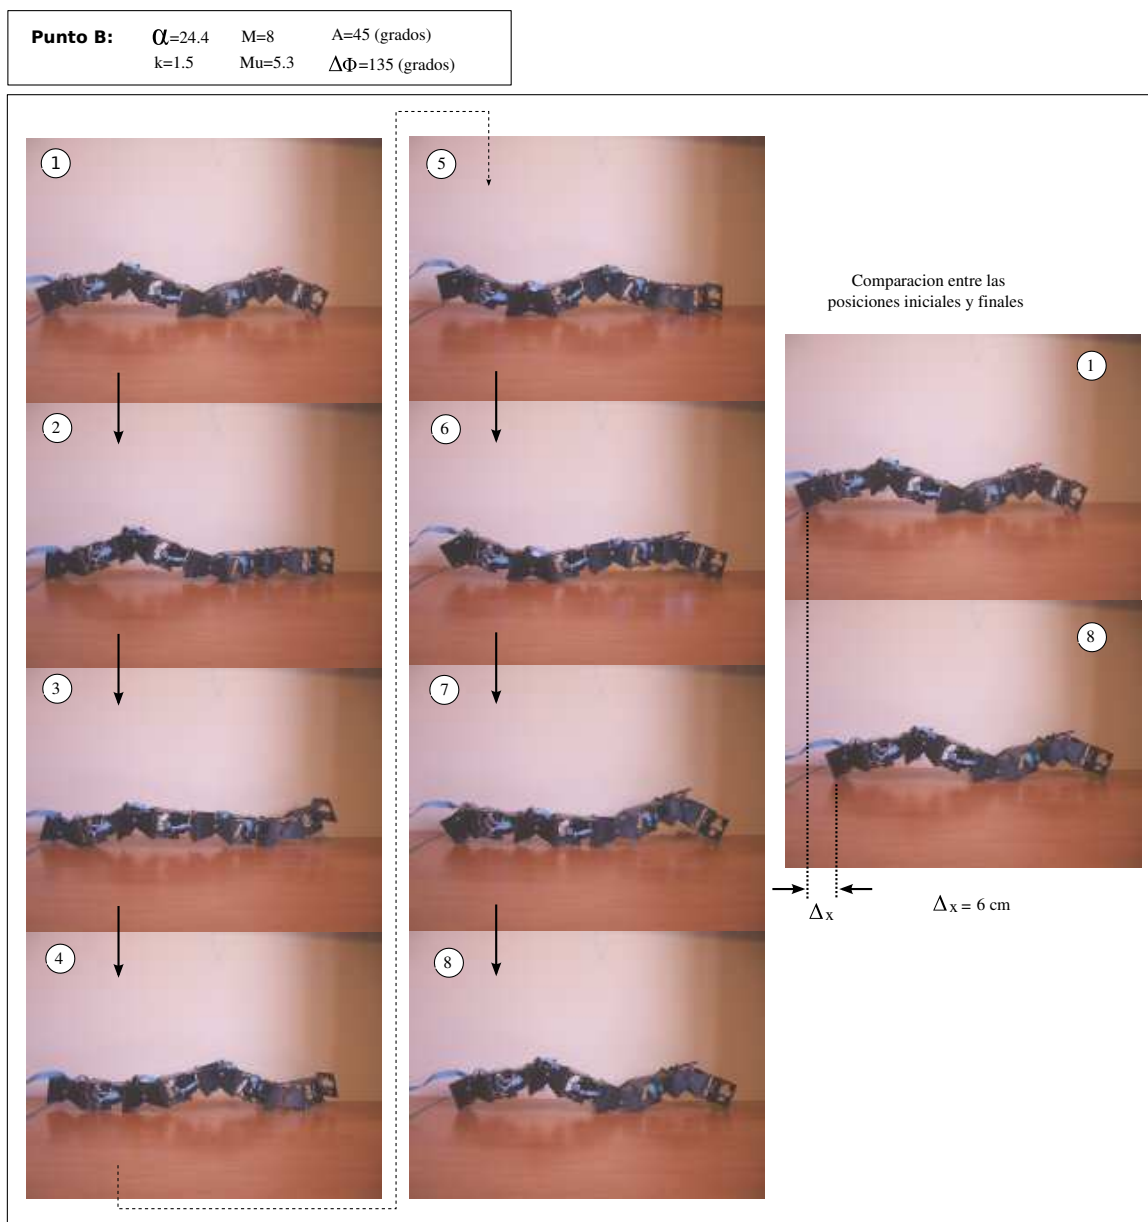 Punto B: α=24.4 M=8 A=45 (grados)
k=1.5 Mu=5.3 ΔΦ=135 (grados)
1
2
3
4
5
6
7
8
Comparacion entre las
posiciones iniciales y finales
1
8
Δx
Δx = 6 cm